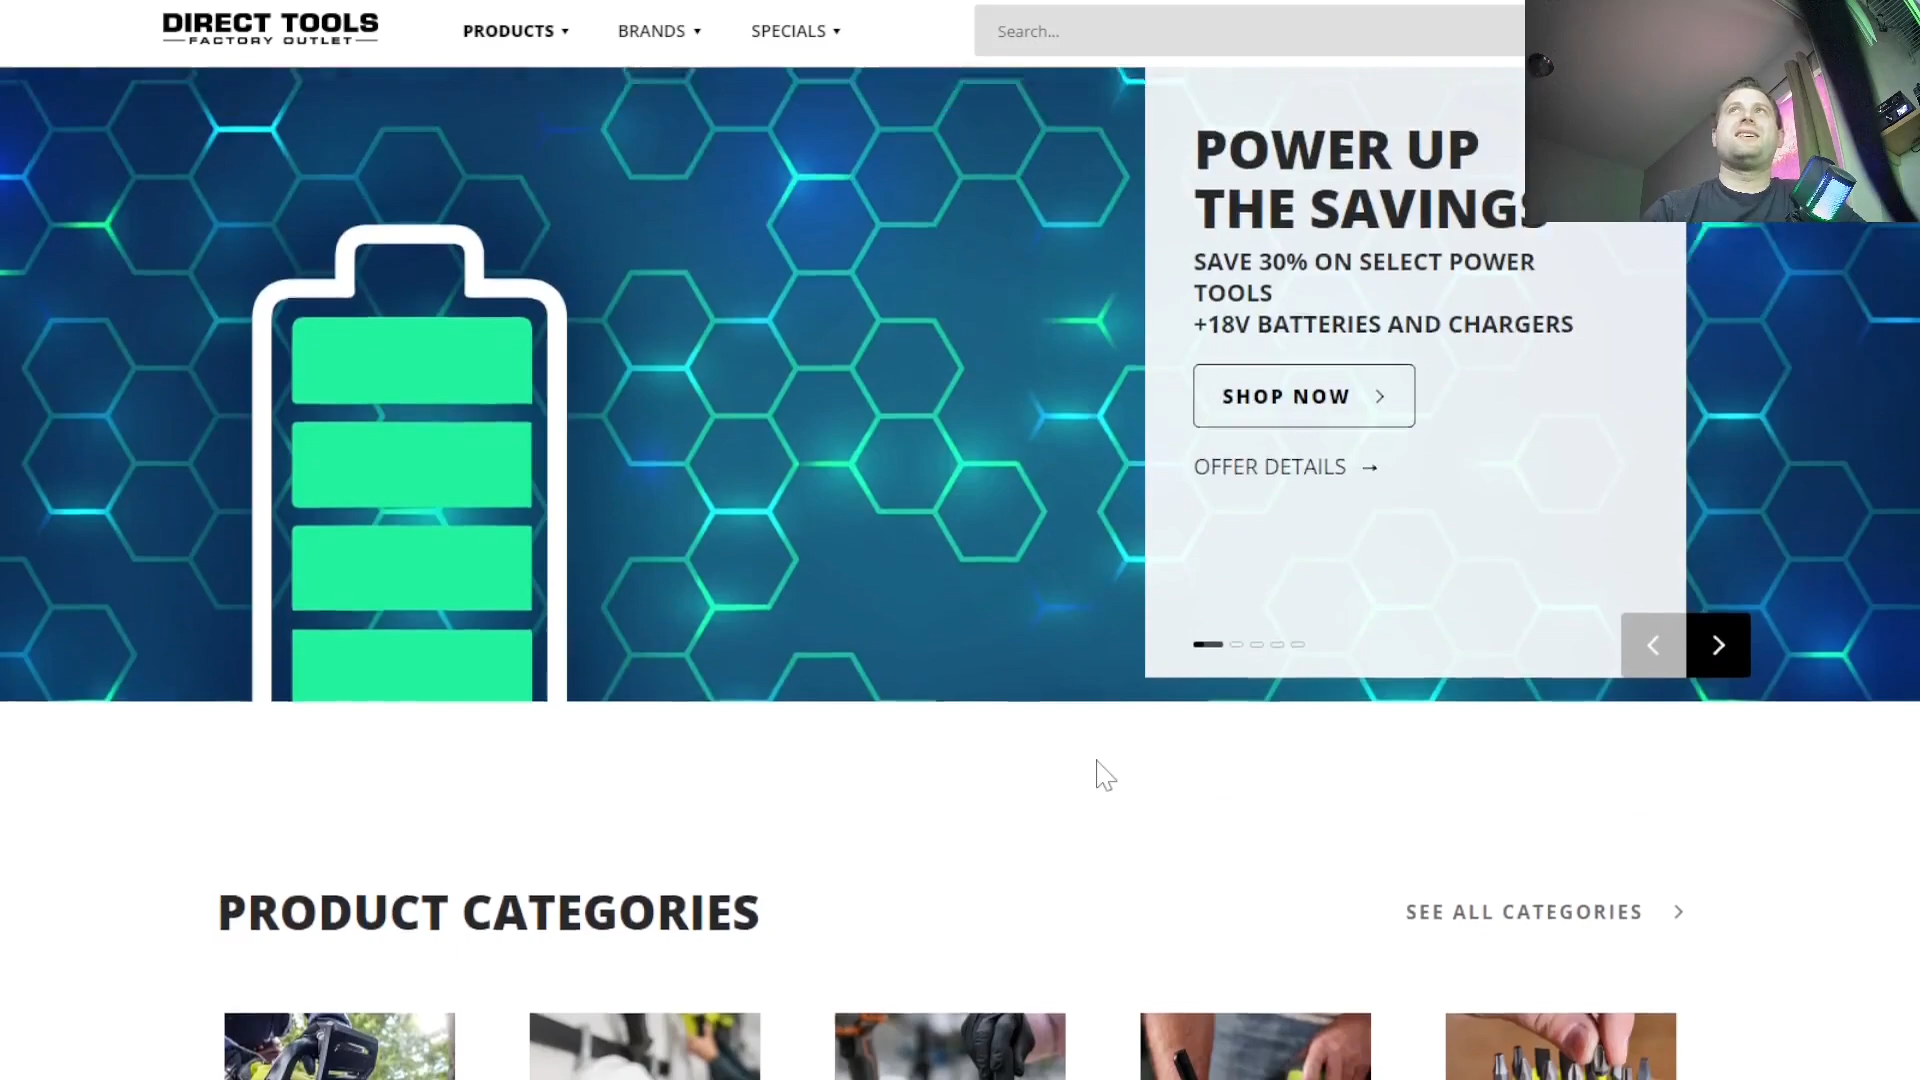 DIRECT TOOLS
FACTORY OUTLET
PRODUCTS
BRANDS
SPECIALS
Search...
POWER UP
THE SAVINGS
SAVE 30% ON SELECT POWER
TOOLS
+18V BATTERIES AND CHARGERS
SHOP NOW
OFFER DETAILS →
PRODUCT CATEGORIES
SEE ALL CATEGORIES